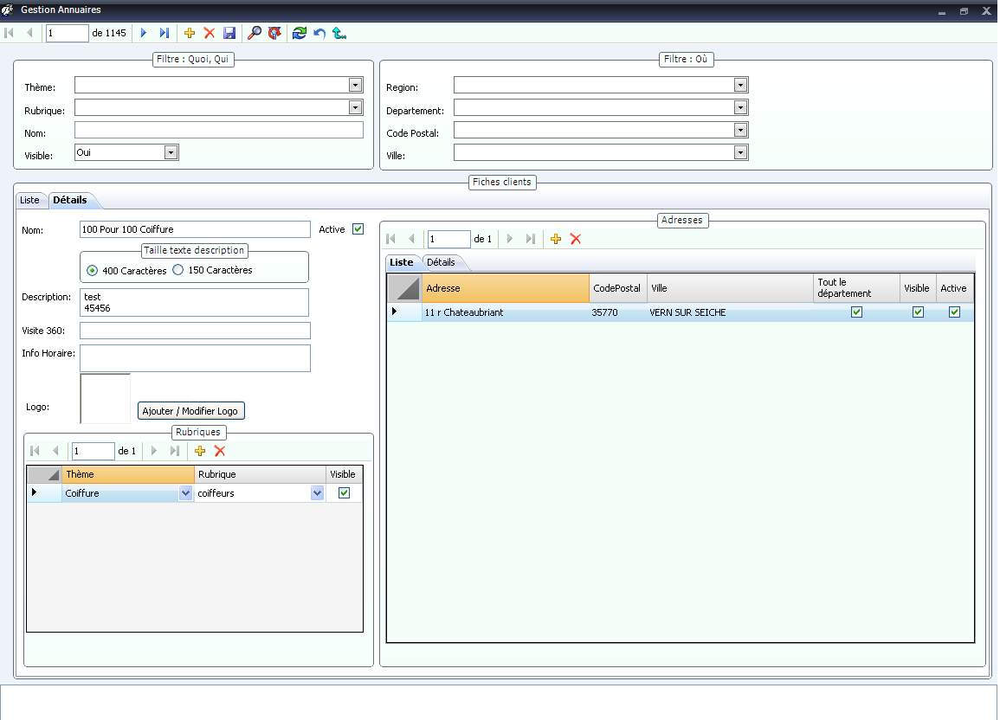 Gestion Annuaires
1 de 1145
Filtre : Quoi, Qui
Thème:
Rubrique:
Nom:
Visible: Oui
Filtre : Où
Region:
Departement:
Code Postal:
Ville:
Fiches clients
Liste Détails
Nom: 100 Pour 100 Coiffure Active
Taille texte description
400 Caractères 150 Caractères
Description: test
45456
Visite 360:
Info Horaire:
Logo: Ajouter / Modifier Logo
Rubriques
1 de 1
Thème Rubrique Visible
Coiffure coiffeurs
Adresses
1 de 1
Liste Détails
Adresse CodePostal Ville Tout le
département Visible Active
11 r Chateaubriant 35770 VERN SUR SEICHE